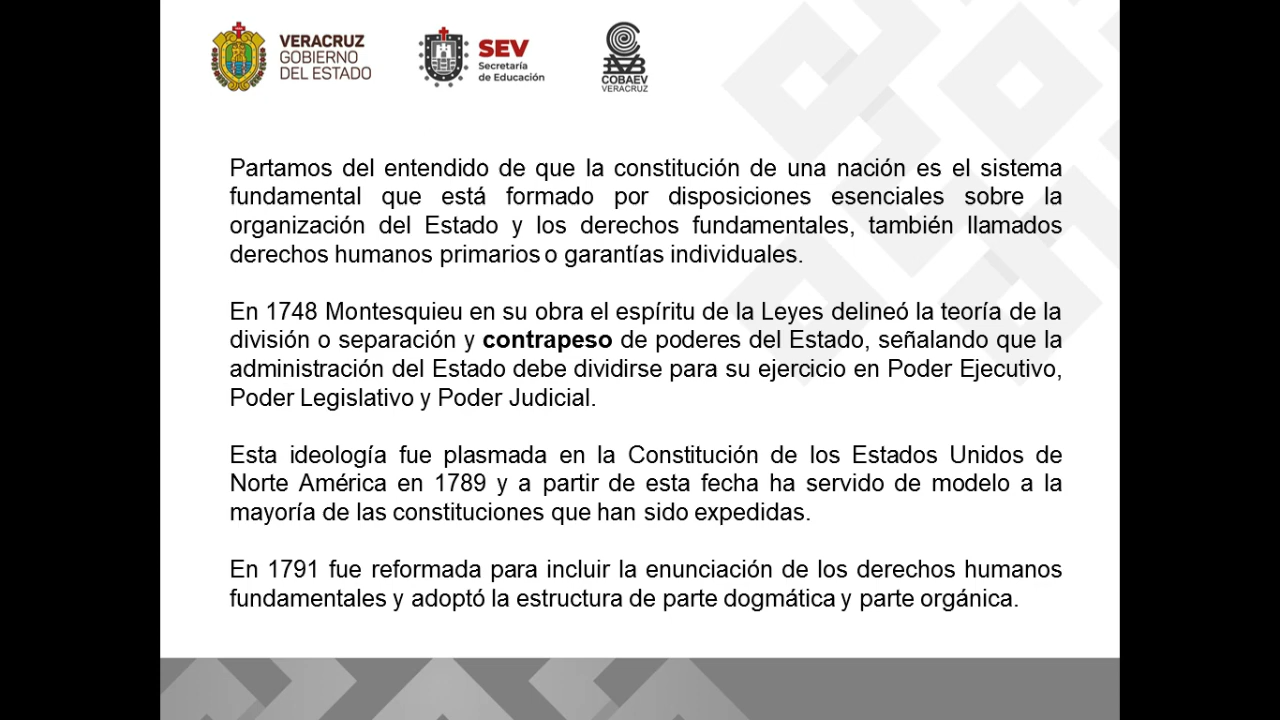 VERACRUZ
GOBIERNO
DEL ESTADO
SEV
Secretaría
de Educación
COBAEV
VERACRUZ
Partamos del entendido de que la constitución de una nación es el sistema
fundamental que está formado por disposiciones esenciales sobre la
organización del Estado y los derechos fundamentales, también llamados
derechos humanos primarios o garantías individuales.
En 1748 Montesquieu en su obra el espíritu de la Leyes delineó la teoría de la
división o separación y contrapeso de poderes del Estado, señalando que la
administración del Estado debe dividirse para su ejercicio en Poder Ejecutivo,
Poder Legislativo y Poder Judicial.
Esta ideología fue plasmada en la Constitución de los Estados Unidos de
Norte América en 1789 y a partir de esta fecha ha servido de modelo a la
mayoría de las constituciones que han sido expedidas.
En 1791 fue reformada para incluir la enunciación de los derechos humanos
fundamentales y adoptó la estructura de parte dogmática y parte orgánica.